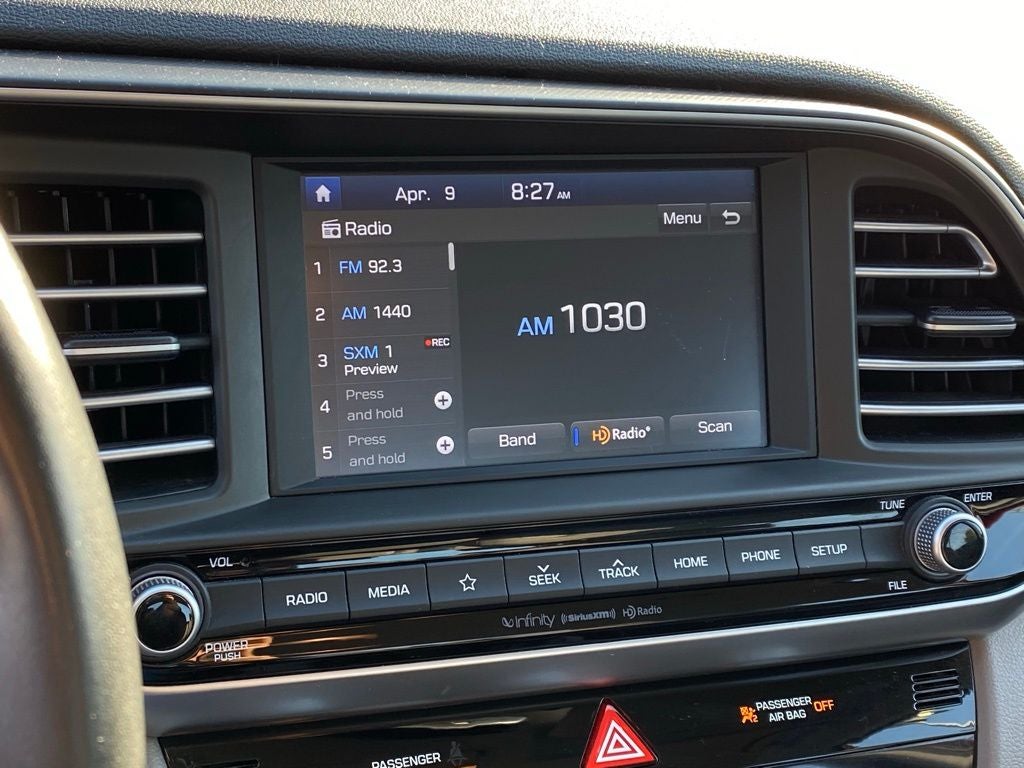 Apr. 9 8:27 AM
Radio Menu
1 FM 92.3
2 AM 1440
3 SXM 1 REC
Preview
4 Press
and hold
5 Press
and hold
AM 1030
Band HD Radio Scan
VOL TUNE ENTER
RADIO MEDIA SEEK TRACK HOME PHONE SETUP
FILE
POWER
PUSH
Infinity ((SiriusXM)) HD Radio
PASSENGER
AIR BAG OFF
2
PASSENGER